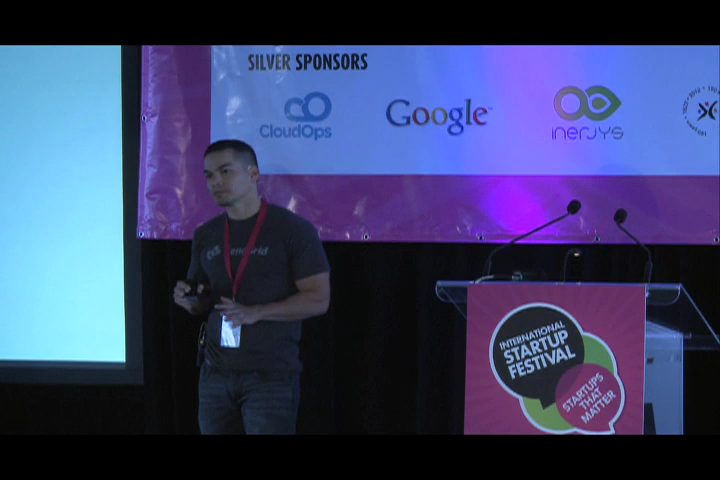 SILVER SPONSORS
CloudOps
Google
inerjys
INTERNATIONAL
STARTUP
FESTIVAL
STARTUPS
THAT
MATTER